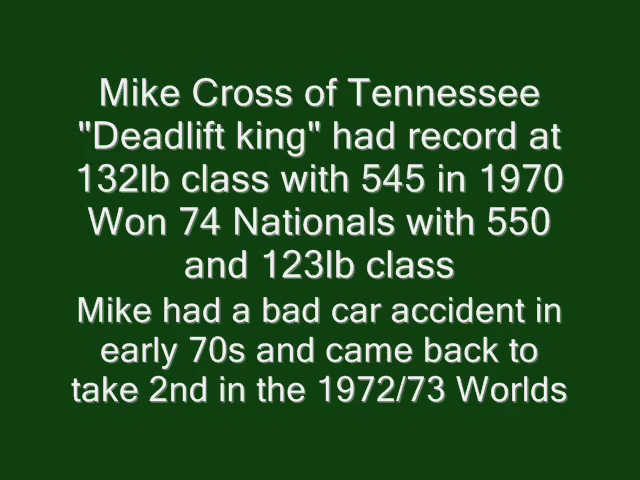 Mike Cross of Tennessee
"Deadlift king" had record at
132lb class with 545 in 1970
Won 74 Nationals with 550
and 123lb class
Mike had a bad car accident in
early 70s and came back to
take 2nd in the 1972/73 Worlds